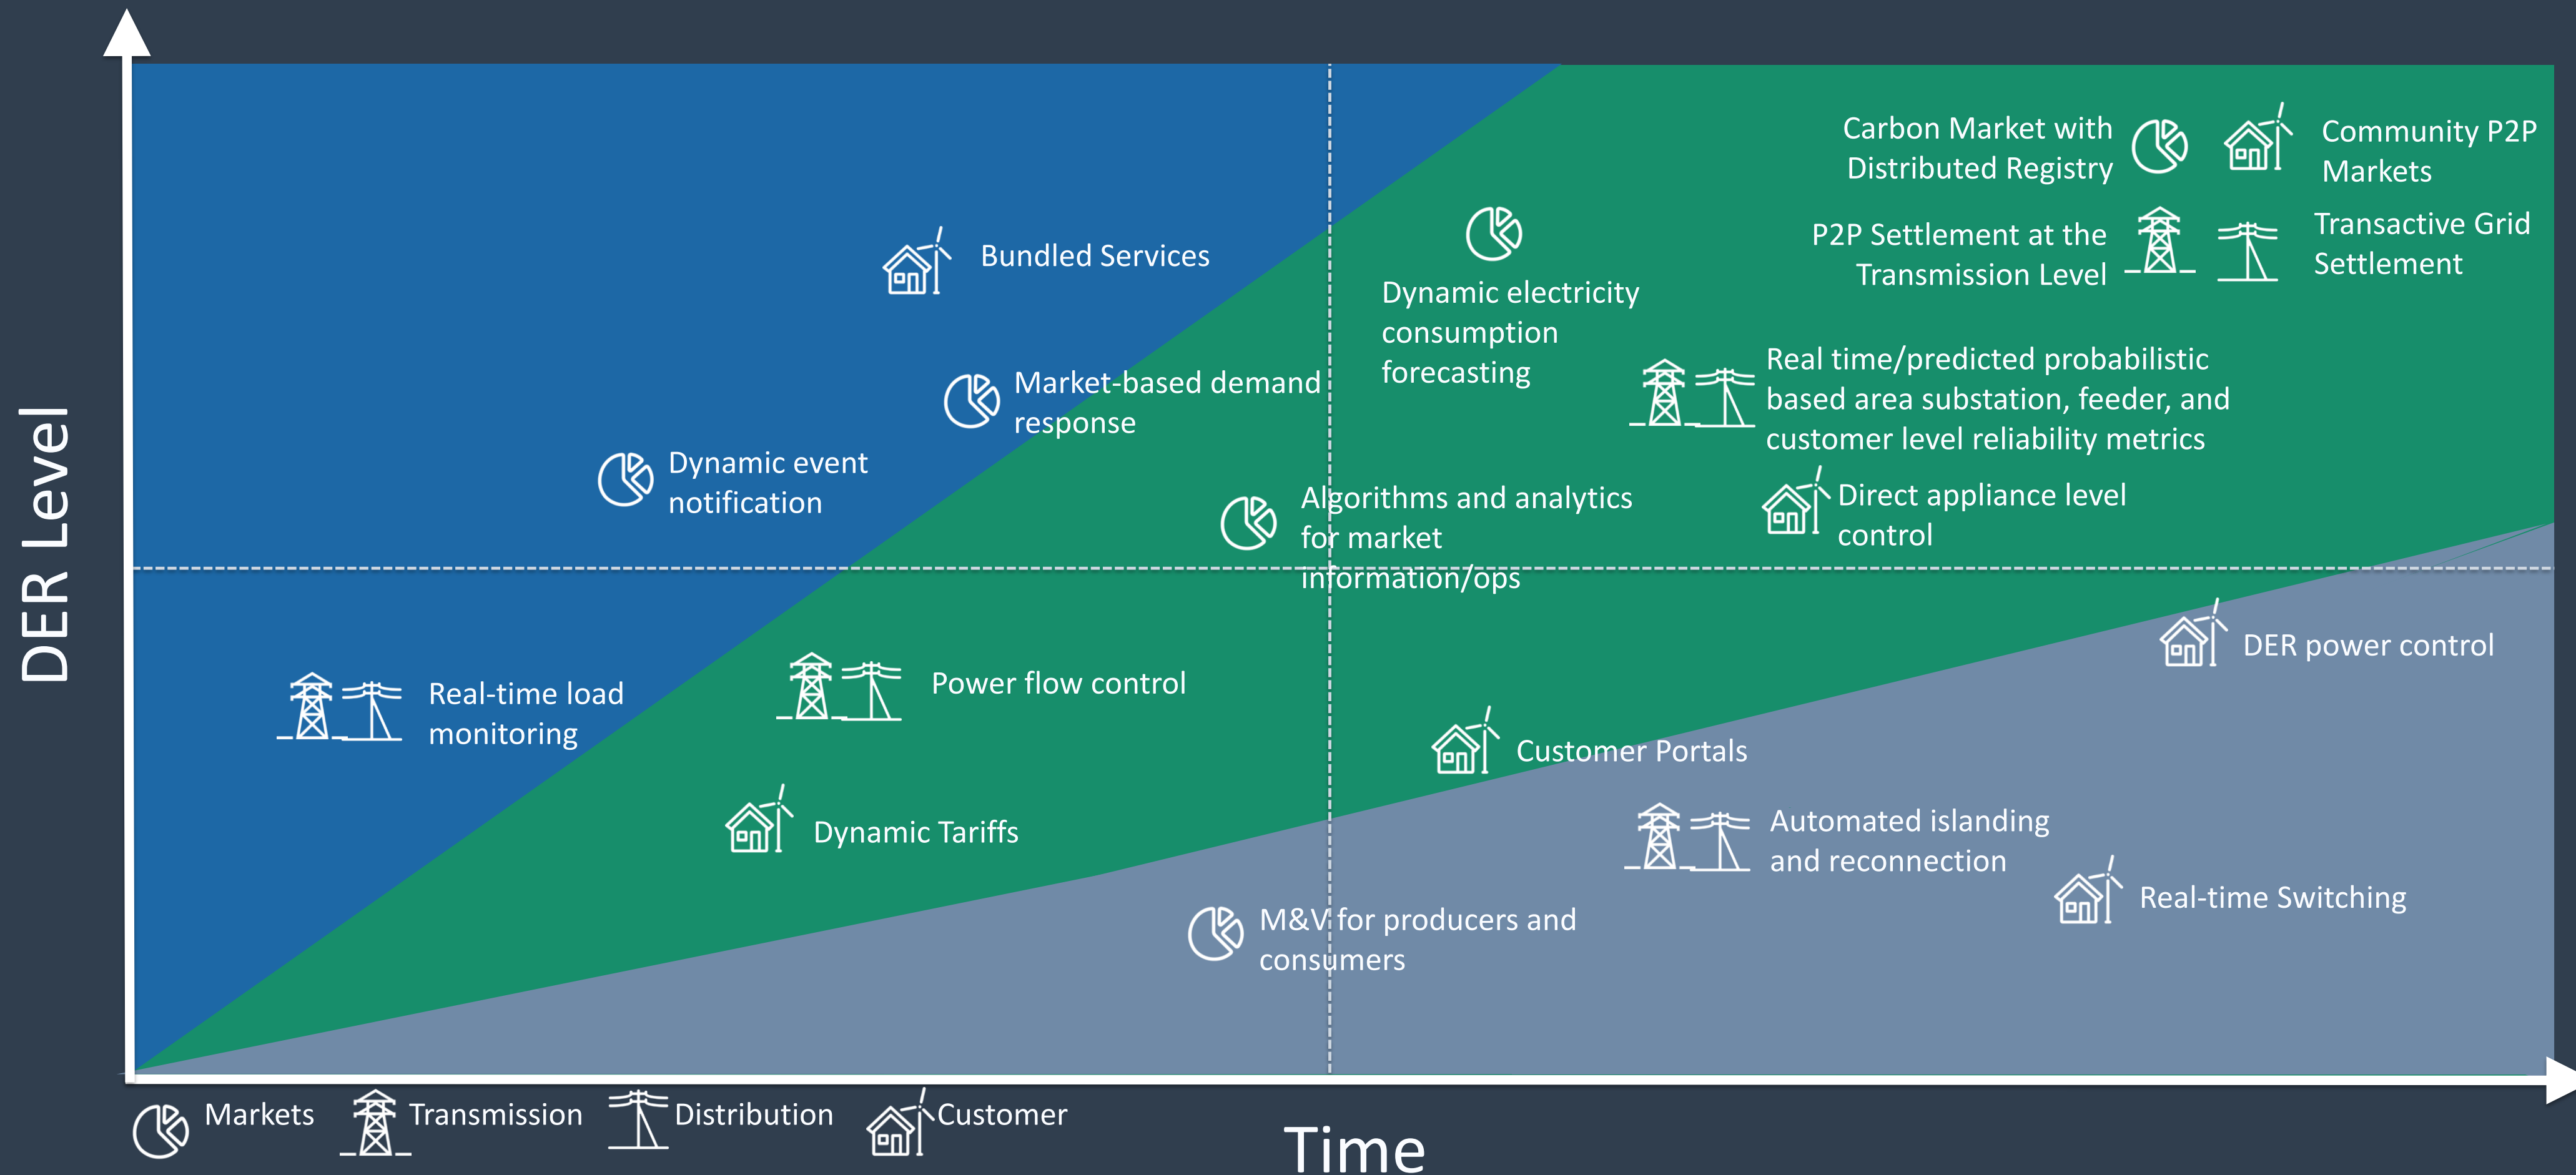 Carbon Market with
Distributed Registry
Community P2P
Markets
P2P Settlement at the
Transmission Level
Transactive Grid
Settlement
Bundled Services
Dynamic electricity
consumption
forecasting
Market-based demand
response
Real time/predicted probabilistic
based area substation, feeder, and
customer level reliability metrics
Dynamic event
notification
Algorithms and analytics
for market
information/ops
Direct appliance level
control
DER Level
Real-time load
monitoring
Power flow control
DER power control
Customer Portals
Dynamic Tariffs
Automated islanding
and reconnection
Real-time Switching
M&V for producers and
consumers
Markets
Transmission
Distribution
Customer
Time